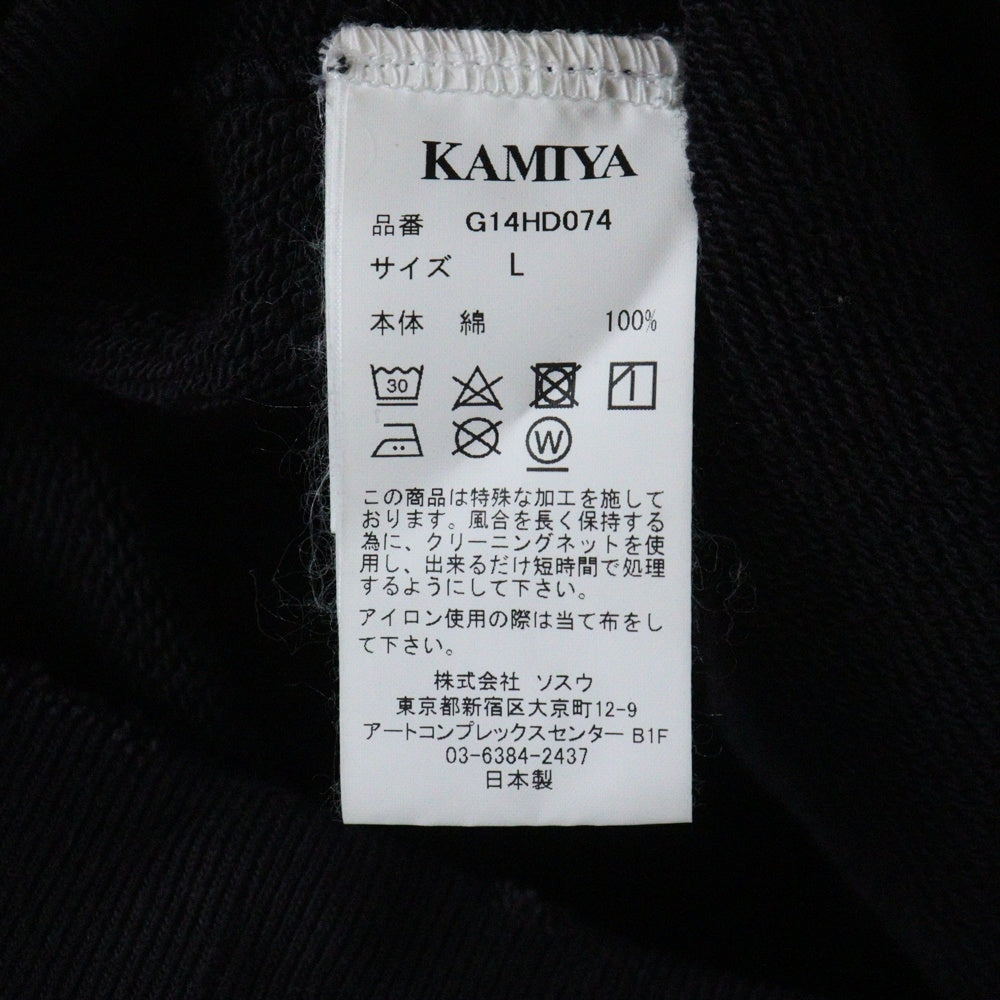 KAMIYA
品番 G14HD074
サイズ L
本体 綿 100%
30
W
この商品は特殊な加工を施して
おります。風合を長く保持する
為に、クリーニングネットを使
用し、出来るだけ短時間で処理
するようにして下さい。
アイロン使用の際は当て布をし
て下さい。
株式会社 ソスウ
東京都新宿区大京町12-9
アートコンプレックスセンター B1F
03-6384-2437
日本製